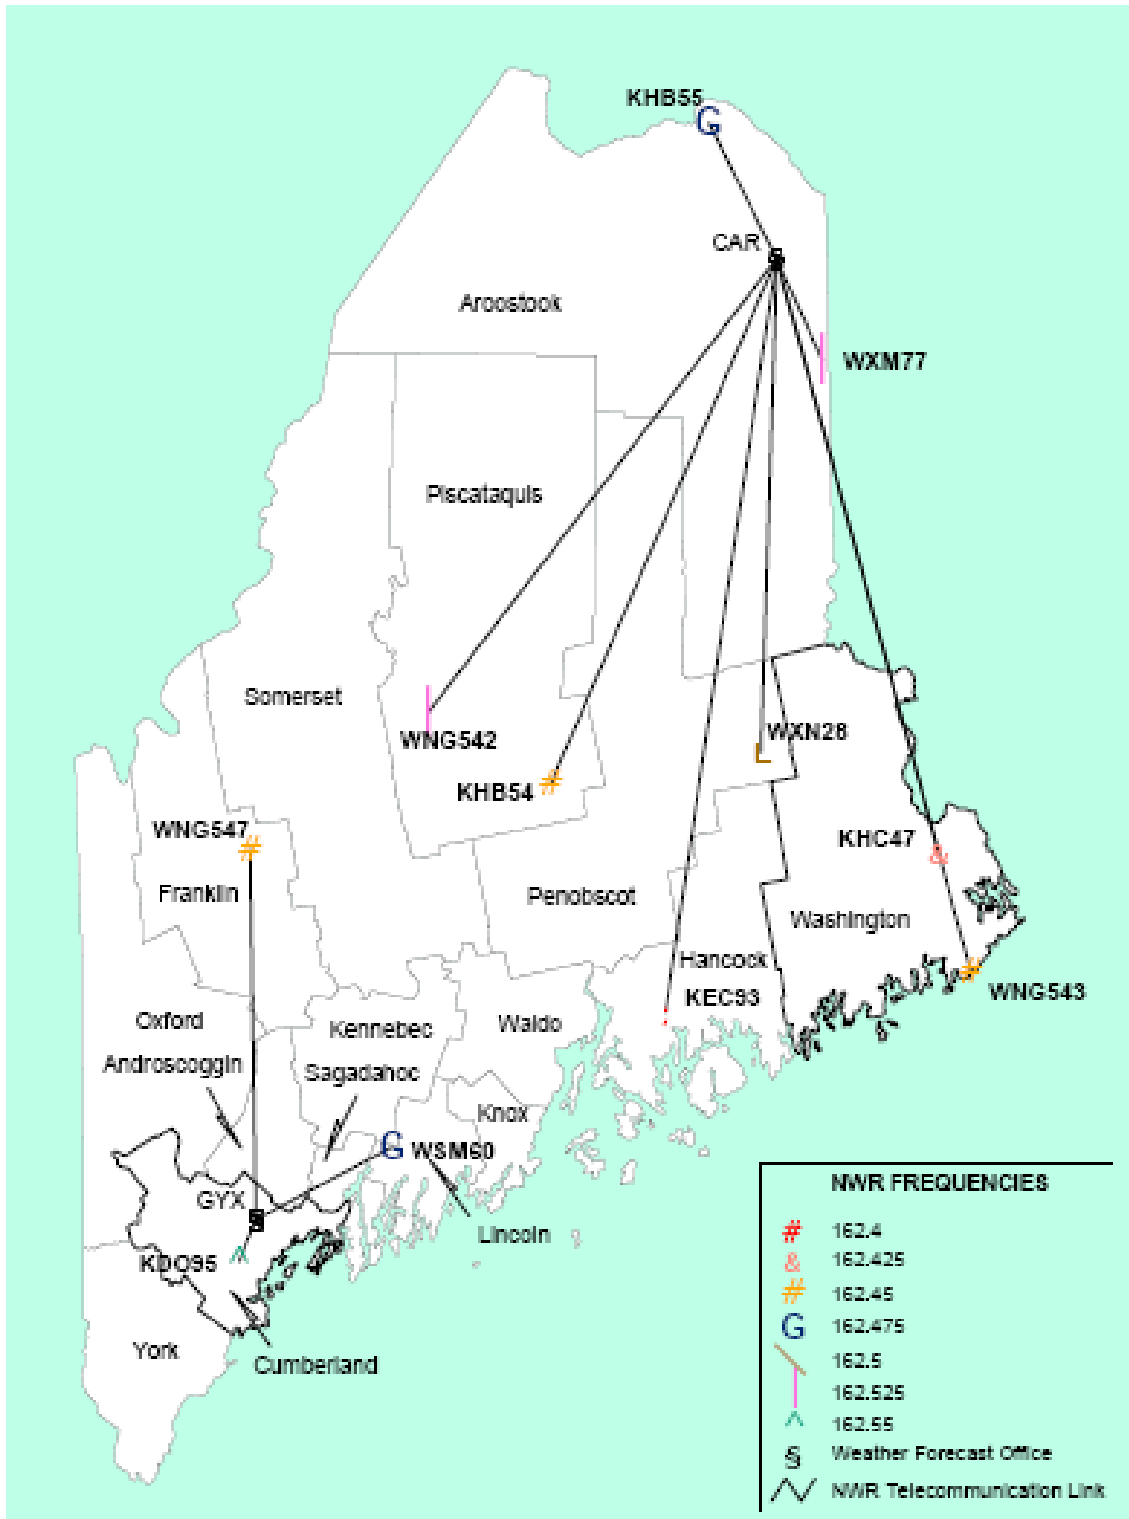 KHB55
G
CAR
§
Aroostook
WXM77
Piscataquis
Somerset
WNG542
WXN28
L
KHB54
#
WNG547
#
KHC47
&
Franklin
Penobscot
Washington
Hancock
#
KEC93
WNG543
Oxford
Kennebec
Waldo
Androscoggin
Sagadahoc
Knox
G
WSM60
GYX
§
Lincoln
KDO95
^
York
Cumberland
NWR FREQUENCIES
# 162.4
& 162.425
# 162.45
G 162.475
162.5
162.525
^ 162.55
§ Weather Forecast Office
NWR Telecommunication Link